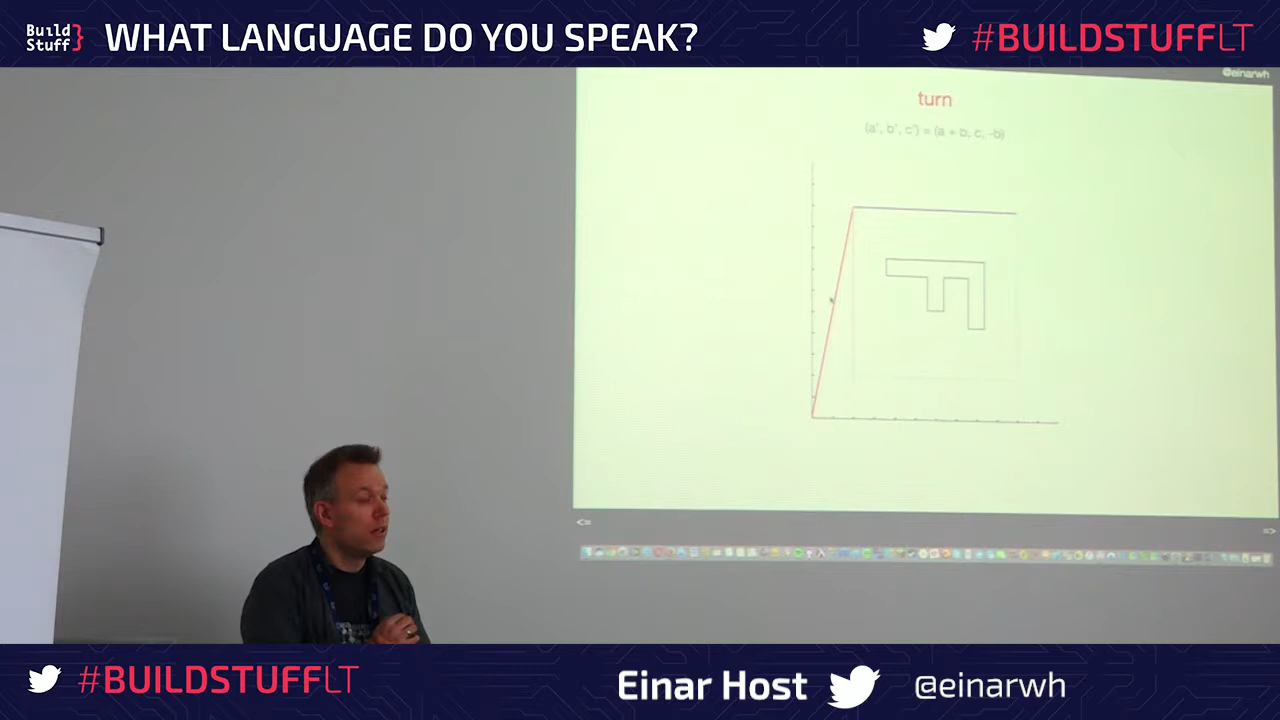 Build
Stuff}
WHAT LANGUAGE DO YOU SPEAK?
#BUILDSTUFFLT
@einarwh
turn
(a', b', c') = (a + b, c, -b)
#BUILDSTUFFLT
Einar Host
@einarwh